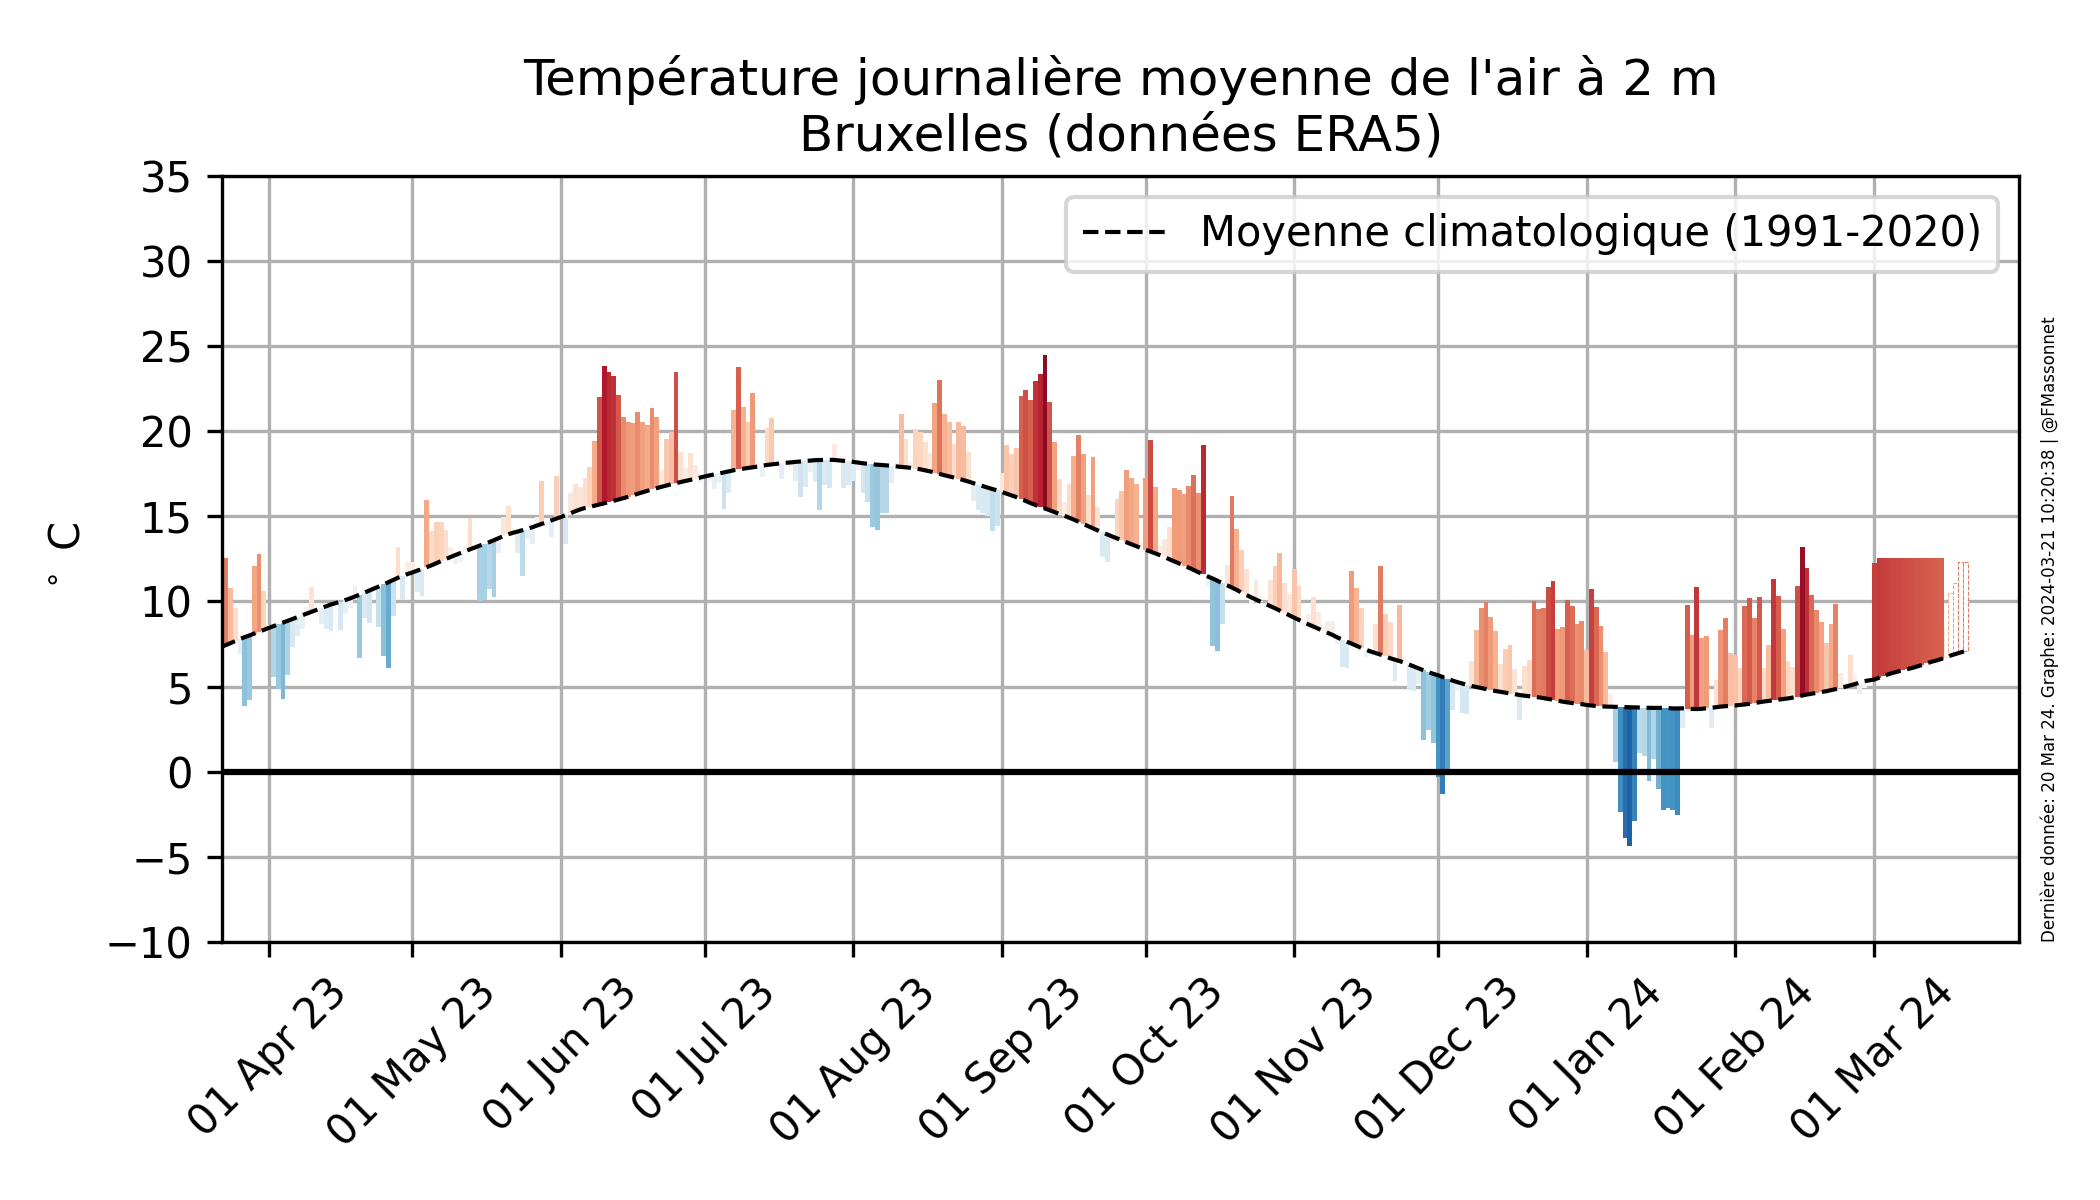 Température journalière moyenne de l'air à 2 m
Bruxelles (données ERA5)
Moyenne climatologique (1991-2020)
° C
35
30
25
20
15
10
5
0
−5
−10
01 Apr 23
01 May 23
01 Jun 23
01 Jul 23
01 Aug 23
01 Sep 23
01 Oct 23
01 Nov 23
01 Dec 23
01 Jan 24
01 Feb 24
01 Mar 24
Dernière donnée: 20 Mar 24. Graphe: 2024-03-21 10:20:38 | @FMassonnet